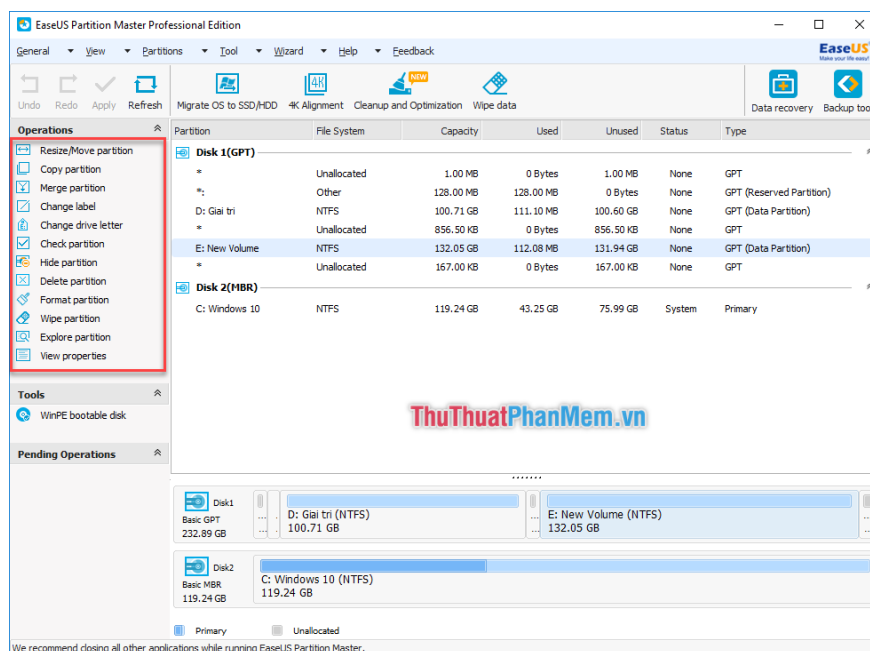 EaseUS Partition Master Professional Edition
General View Partitions Tool Wizard Help Feedback
EaseUS
Make your life easy!
Undo Redo Apply Refresh Migrate OS to SSD/HDD 4K Alignment Cleanup and Optimization Wipe data Data recovery Backup too
4K
NEW
Operations
Resize/Move partition
Copy partition
Merge partition
Change label
Change drive letter
Check partition
Hide partition
Delete partition
Format partition
Wipe partition
Explore partition
View properties
Tools
WinPE bootable disk
Pending Operations
Partition File System Capacity Used Unused Status Type
Disk 1(GPT)
* Unallocated 1.00 MB 0 Bytes 1.00 MB None GPT
*: Other 128.00 MB 128.00 MB 0 Bytes None GPT (Reserved Partition)
D: Giai tri NTFS 100.71 GB 111.10 MB 100.60 GB None GPT (Data Partition)
* Unallocated 856.50 KB 0 Bytes 856.50 KB None GPT
E: New Volume NTFS 132.05 GB 112.08 MB 131.94 GB None GPT (Data Partition)
* Unallocated 167.00 KB 0 Bytes 167.00 KB None GPT
Disk 2(MBR)
C: Windows 10 NTFS 119.24 GB 43.25 GB 75.99 GB System Primary
ThuThuatPhanMem.vn
Disk1
Basic GPT
232.89 GB
... . D: Giai tri (NTFS) ... E: New Volume (NTFS) ...
... . 100.71 GB ... 132.05 GB ...
Disk2
Basic MBR
119.24 GB
C: Windows 10 (NTFS)
119.24 GB
Primary Unallocated
We recommend closing all other applications while running EaseUS Partition Master.